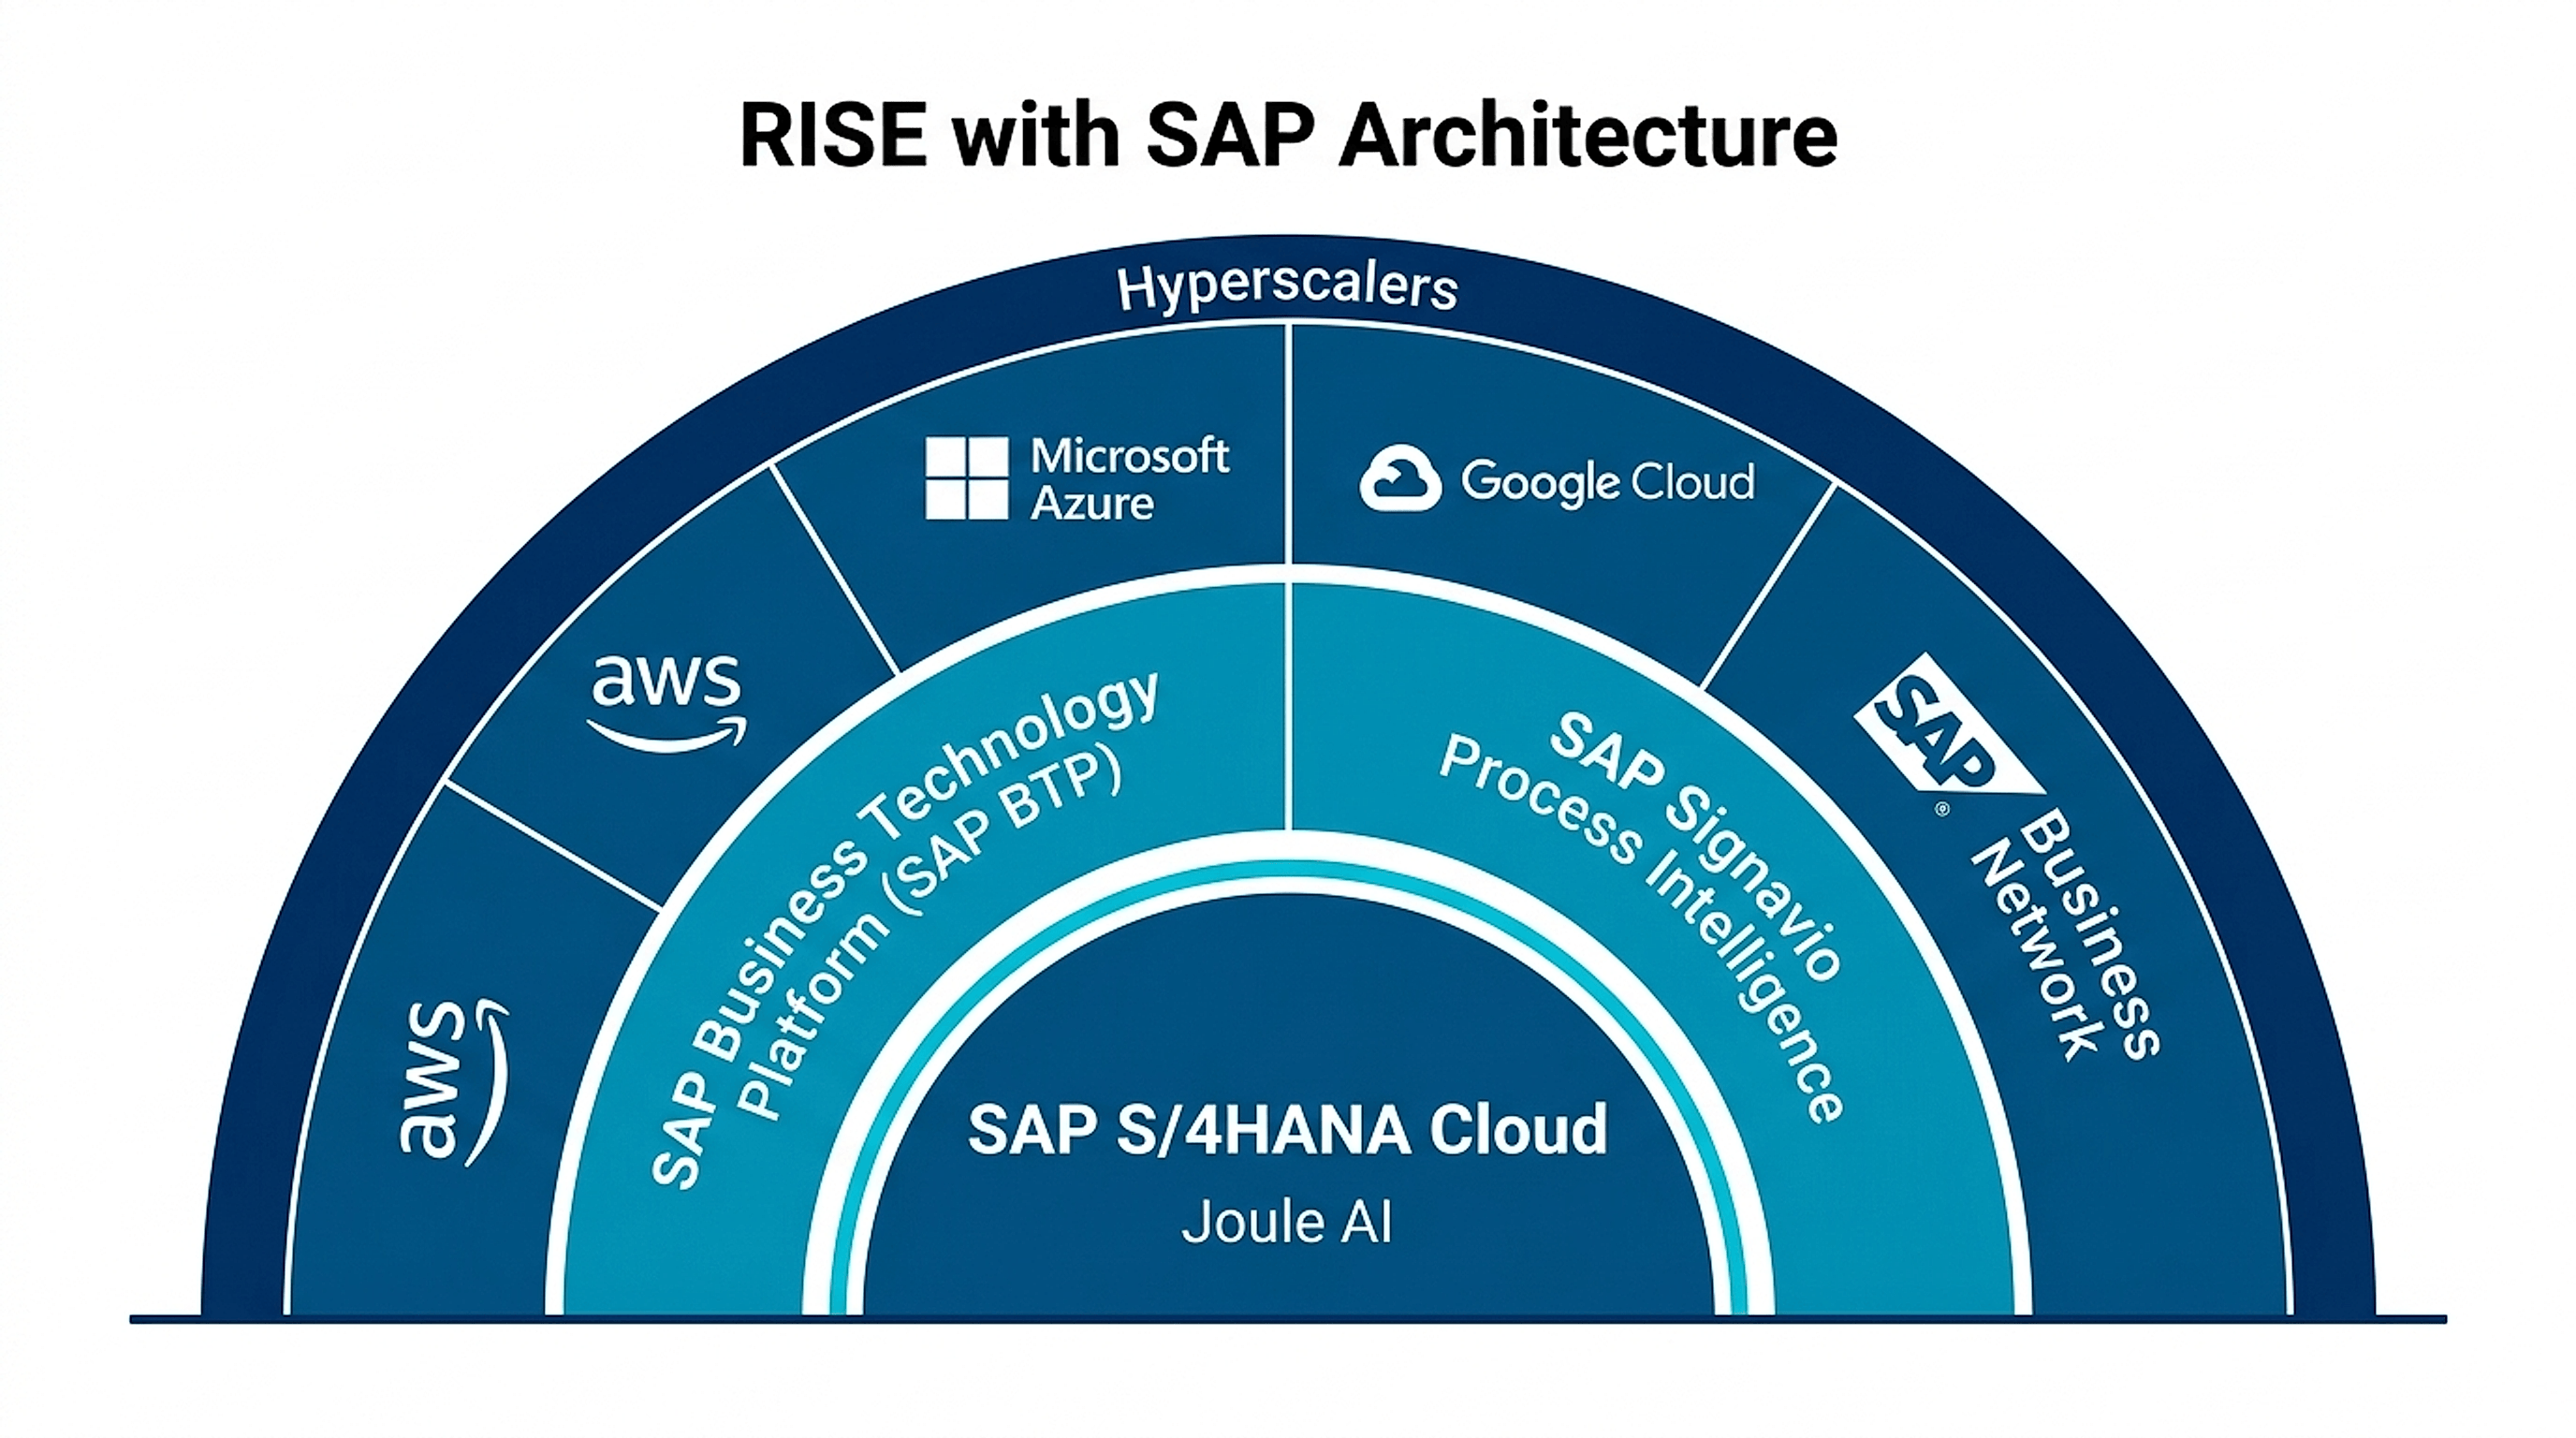 RISE with SAP Architecture
Hyperscalers
Microsoft
Azure
Google Cloud
aws
aws
SAP
®
Business
Network
SAP Business Technology
Platform (SAP BTP)
SAP Signavio
Process Intelligence
SAP S/4HANA Cloud
Joule AI